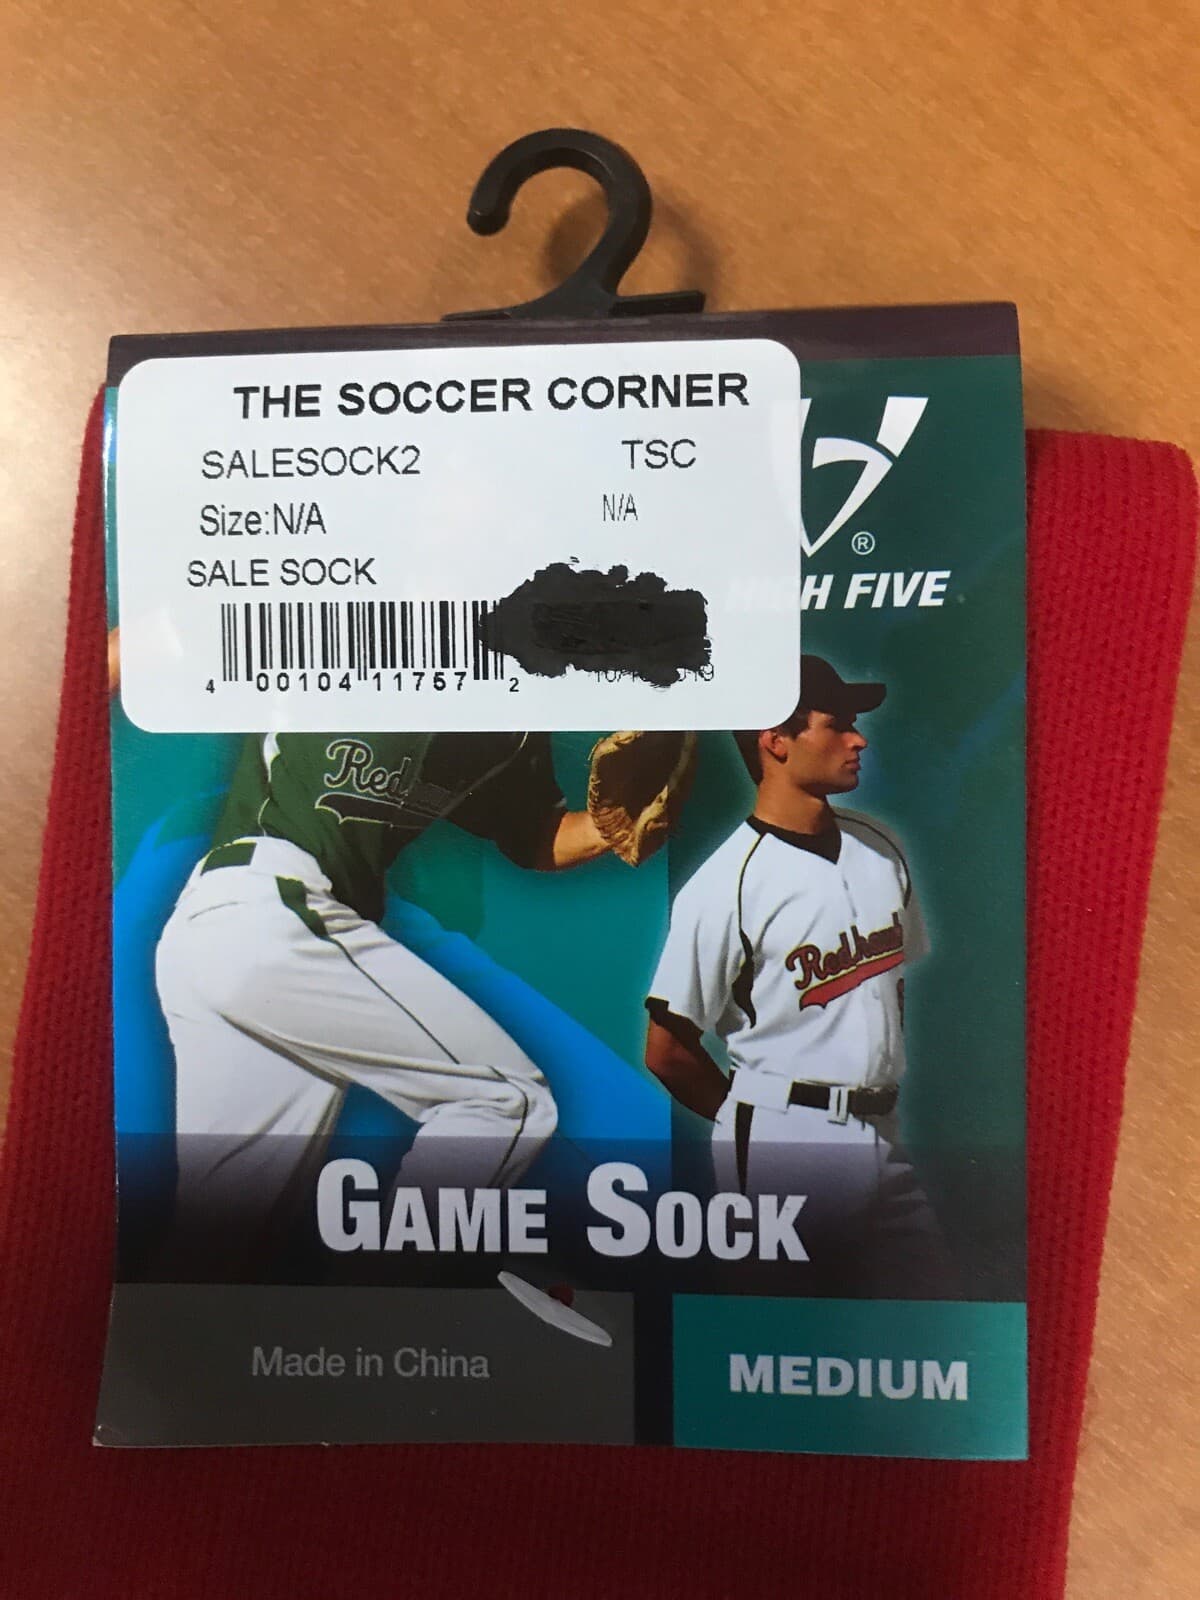 THE SOCCER CORNER
SALESOCK2 TSC
Size:N/A N/A
SALE SOCK
4 00104 11757 2
®
HIGH FIVE
Red
Redhawks
GAME SOCK
Made in China
MEDIUM